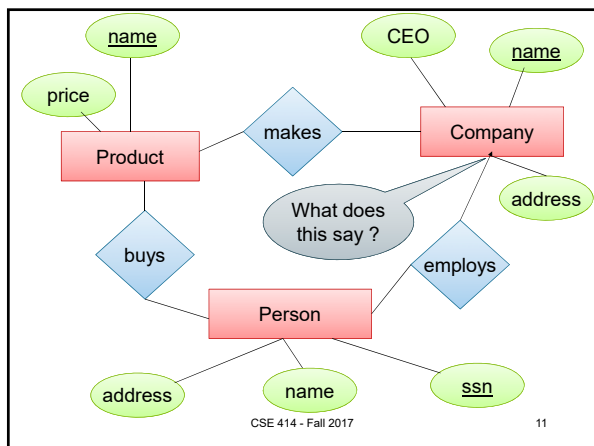 name
CEO
name
price
makes
Company
Product
address
What does
this say ?
buys
employs
Person
address
name
ssn
CSE 414 - Fall 2017
11